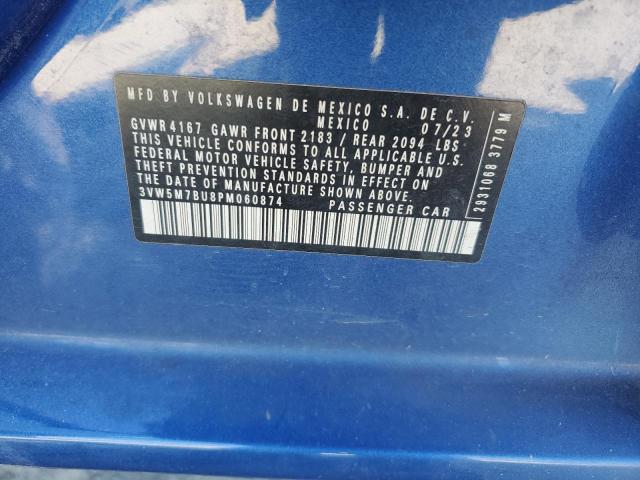 MFD BY VOLKSWAGEN DE MEXICO S.A. DE C.V.
MEXICO 07/23
GVWR 4167 GAWR FRONT 2183 / REAR 2094 LBS
THIS VEHICLE CONFORMS TO ALL APPLICABLE U.S.
FEDERAL MOTOR VEHICLE SAFETY, BUMPER AND
THEFT PREVENTION STANDARDS IN EFFECT ON
THE DATE OF MANUFACTURE SHOWN ABOVE.
3VW5M7BU8PM060874 PASSENGER CAR
2931068 3779 M